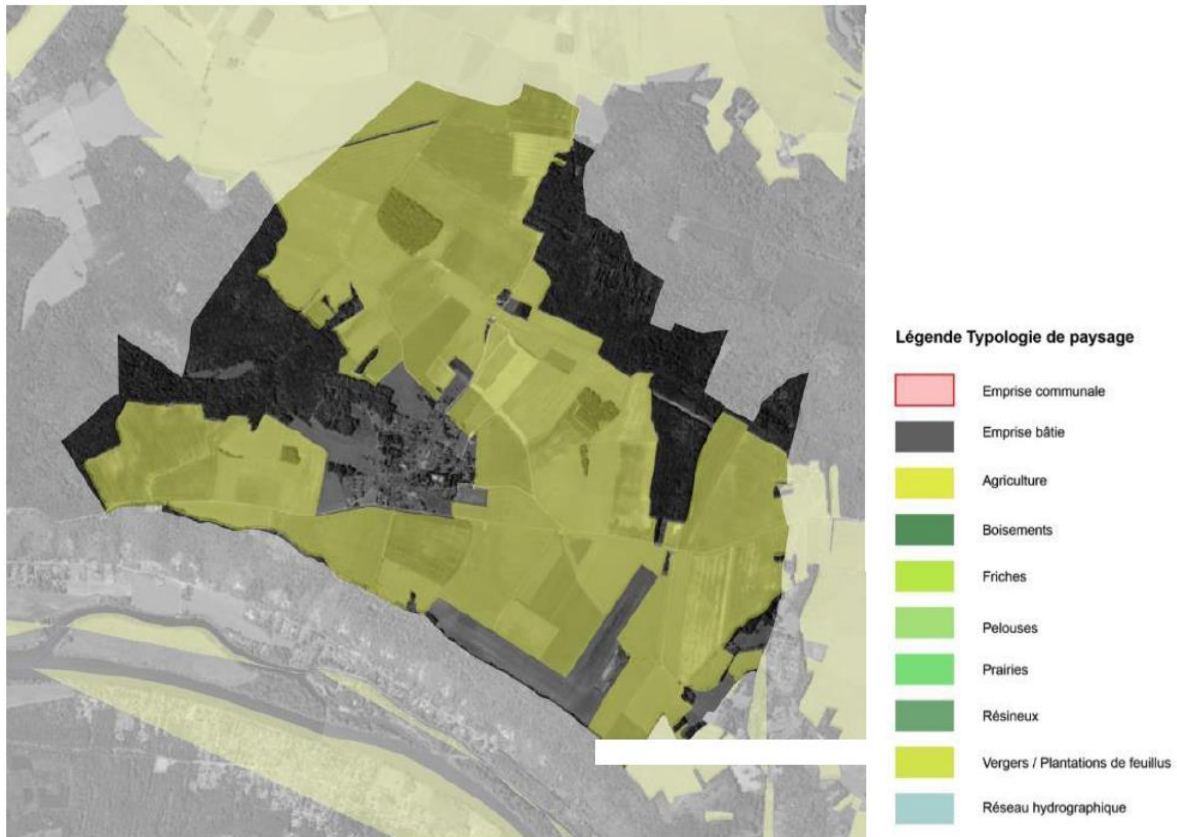 Légende Typologie de paysage
Emprise communale
Emprise bâtie
Agriculture
Boisements
Friches
Pelouses
Prairies
Résineux
Vergers / Plantations de feuillus
Réseau hydrographique